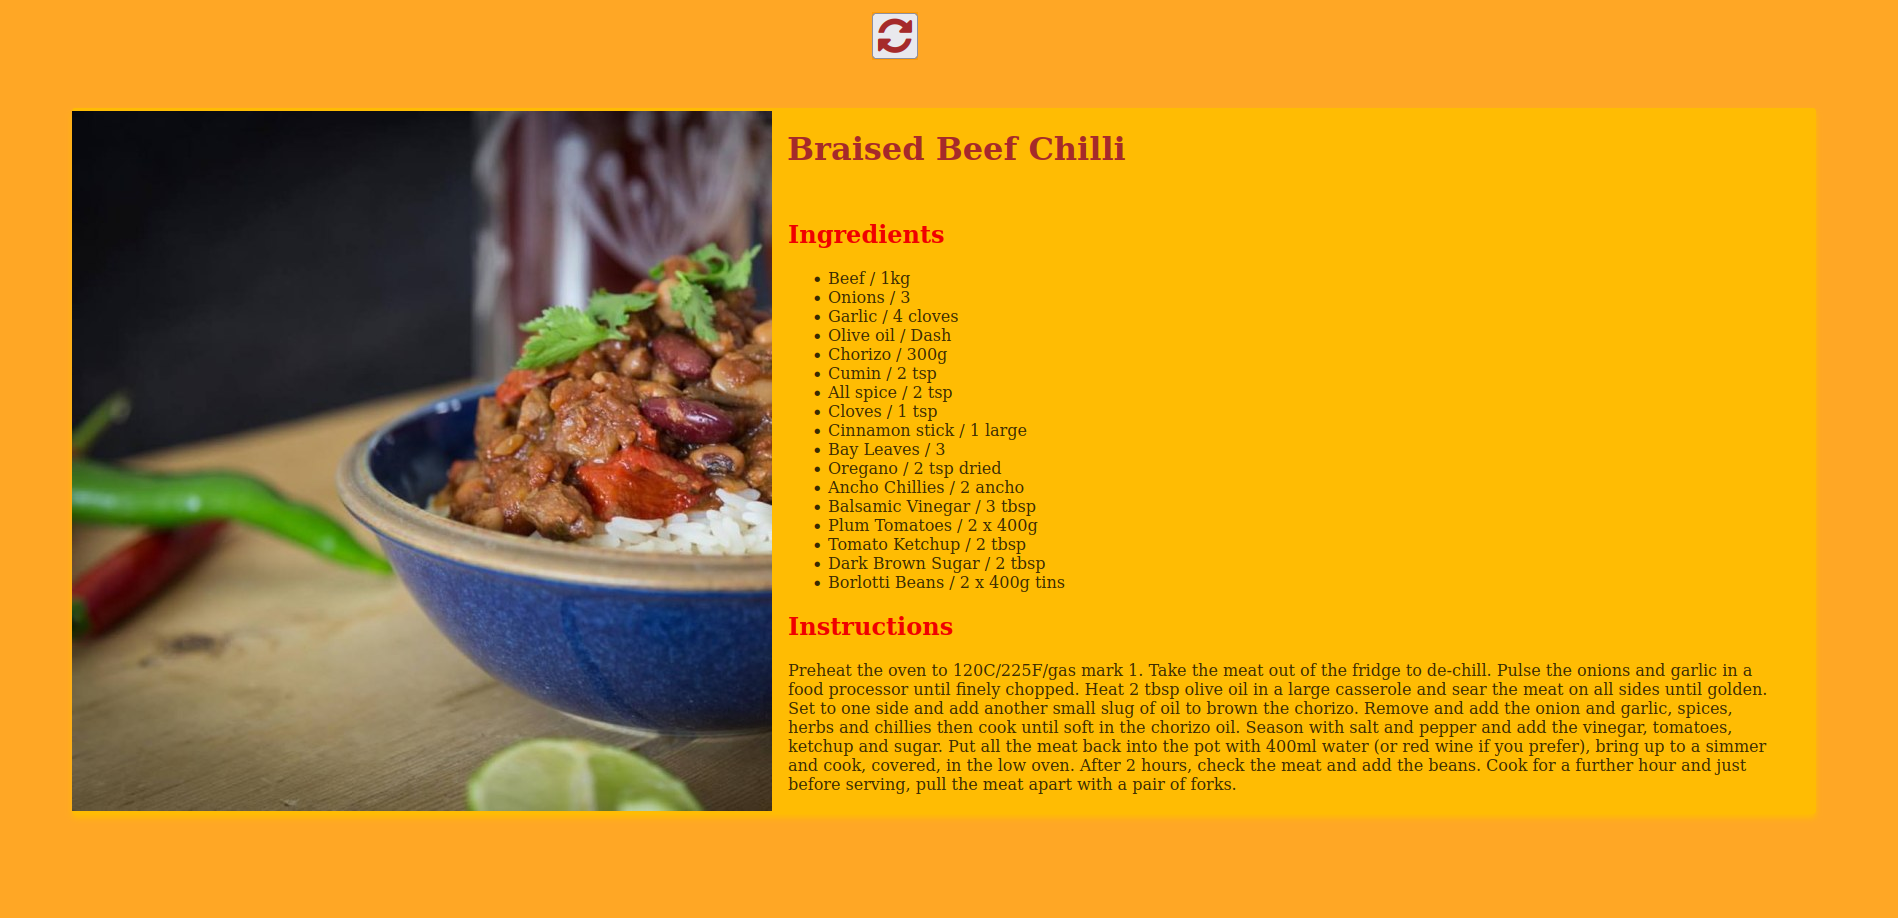 Braised Beef Chilli
Ingredients
• Beef / 1kg
• Onions / 3
• Garlic / 4 cloves
• Olive oil / Dash
• Chorizo / 300g
• Cumin / 2 tsp
• All spice / 2 tsp
• Cloves / 1 tsp
• Cinnamon stick / 1 large
• Bay Leaves / 3
• Oregano / 2 tsp dried
• Ancho Chillies / 2 ancho
• Balsamic Vinegar / 3 tbsp
• Plum Tomatoes / 2 x 400g
• Tomato Ketchup / 2 tbsp
• Dark Brown Sugar / 2 tbsp
• Borlotti Beans / 2 x 400g tins
Instructions
Preheat the oven to 120C/225F/gas mark 1. Take the meat out of the fridge to de-chill. Pulse the onions and garlic in a
food processor until finely chopped. Heat 2 tbsp olive oil in a large casserole and sear the meat on all sides until golden.
Set to one side and add another small slug of oil to brown the chorizo. Remove and add the onion and garlic, spices,
herbs and chillies then cook until soft in the chorizo oil. Season with salt and pepper and add the vinegar, tomatoes,
ketchup and sugar. Put all the meat back into the pot with 400ml water (or red wine if you prefer), bring up to a simmer
and cook, covered, in the low oven. After 2 hours, check the meat and add the beans. Cook for a further hour and just
before serving, pull the meat apart with a pair of forks.